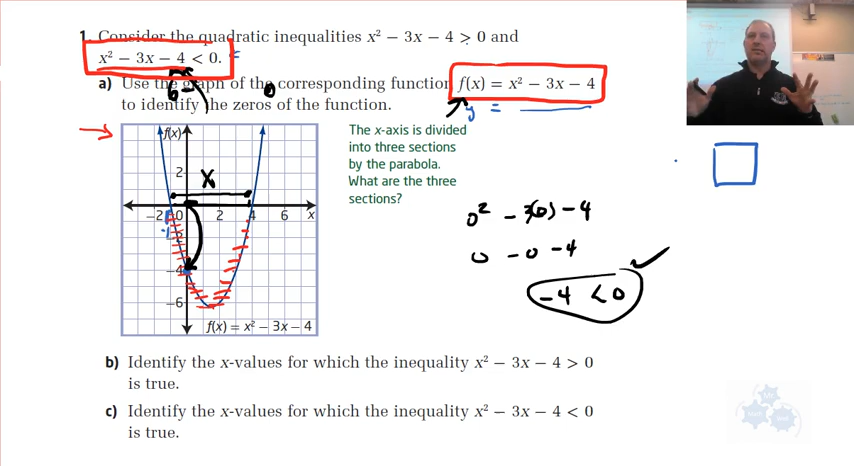 1. Consider the quadratic inequalities x² − 3x − 4 > 0 and
x² − 3x − 4 < 0. =
a) Use the graph of the corresponding function f(x) = x² − 3x − 4
to identify the zeros of the function.
y =
The x-axis is divided
into three sections
by the parabola.
What are the three
sections?
f(x)
2
X
−2 0 2 4 6 x
−4
−6
f(x) = x² − 3x − 4
0² − 3(0) − 4
0 − 0 − 4
−4 < 0
b) Identify the x-values for which the inequality x² − 3x − 4 > 0
is true.
c) Identify the x-values for which the inequality x² − 3x − 4 < 0
is true.